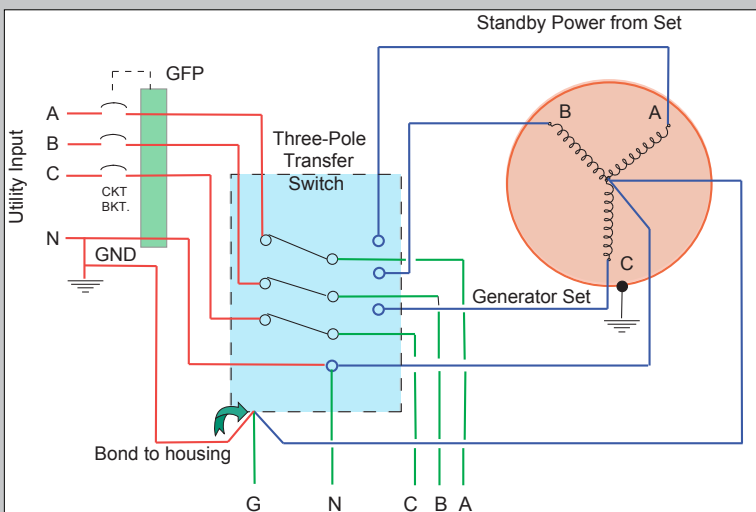 Standby Power from Set
GFP
A
B
C
N
Utility Input
CKT
BKT.
GND
Three-Pole
Transfer
Switch
B
A
C
Generator Set
Bond to housing
G
N
C
B
A